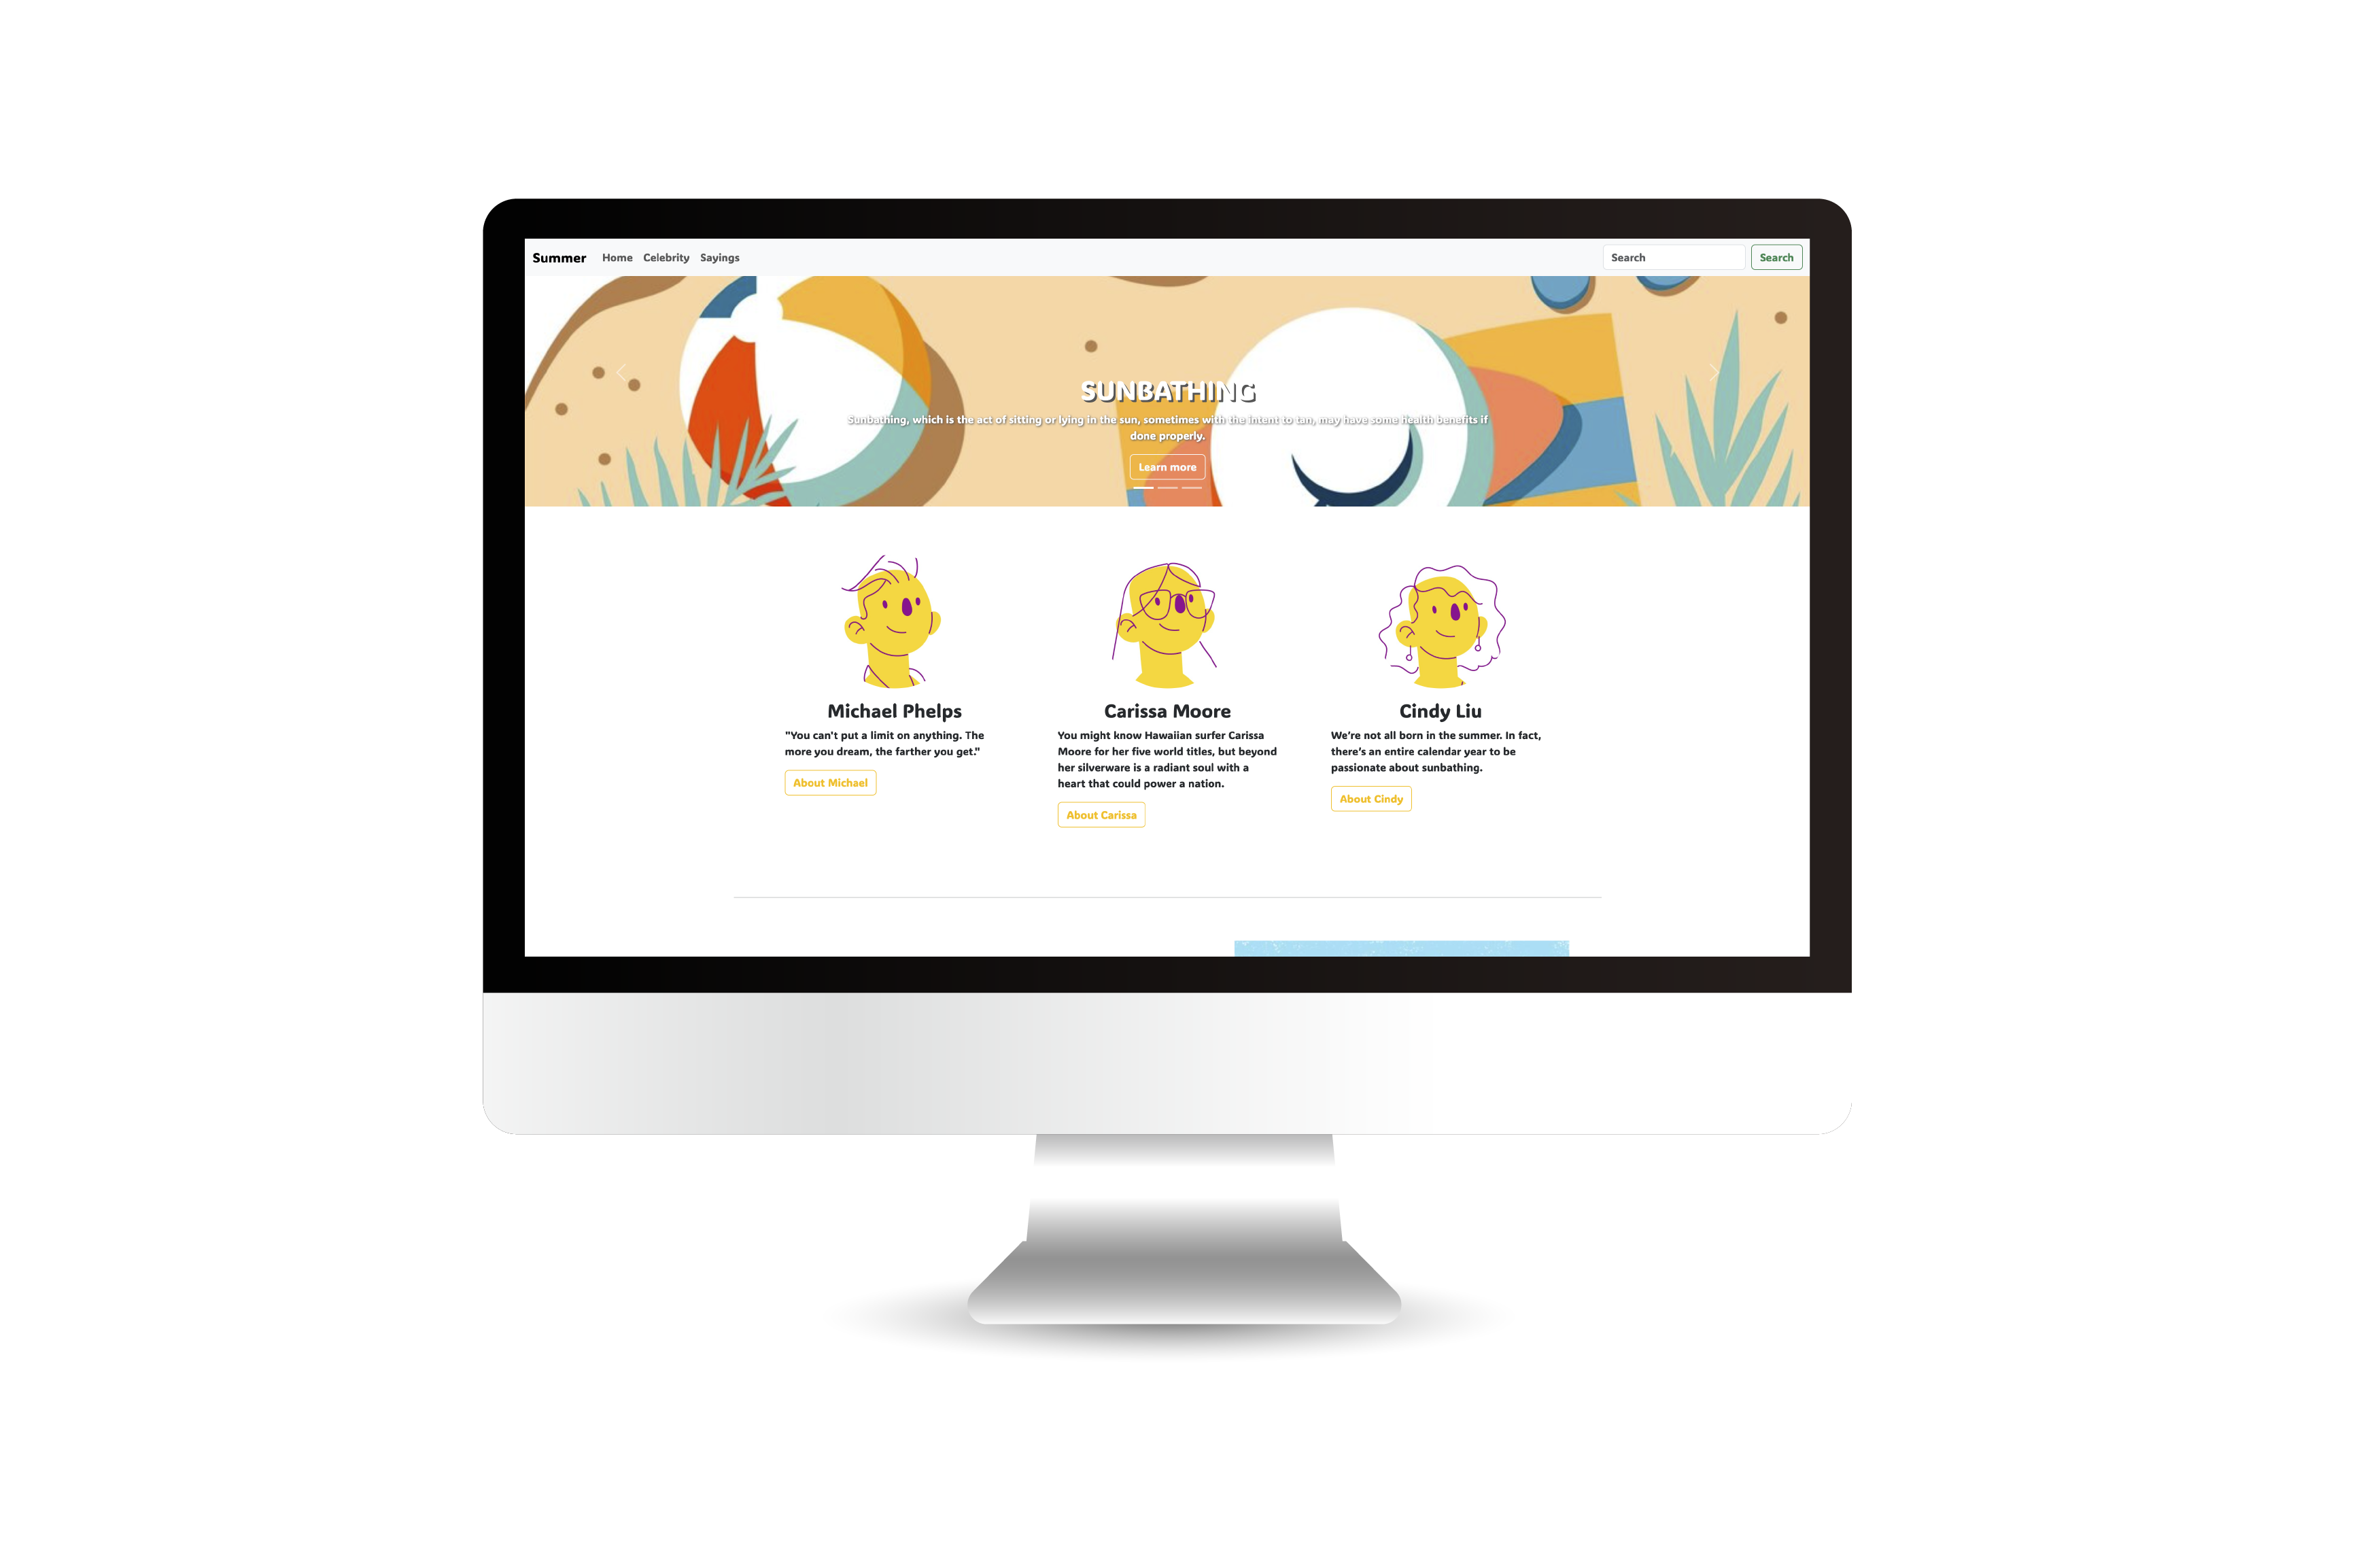 Summer Home Celebrity Sayings Search Search
SUNBATHING
Sunbathing, which is the act of sitting or lying in the sun, sometimes with the intent to tan, may have some health benefits if
done properly.
Learn more
Michael Phelps
"You can't put a limit on anything. The
more you dream, the farther you get."
About Michael
Carissa Moore
You might know Hawaiian surfer Carissa
Moore for her five world titles, but beyond
her silverware is a radiant soul with a
heart that could power a nation.
About Carissa
Cindy Liu
We're not all born in the summer. In fact,
there's an entire calendar year to be
passionate about sunbathing.
About Cindy